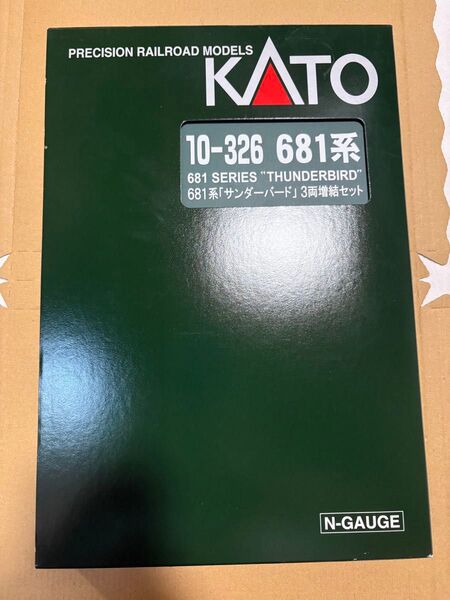 PRECISION RAILROAD MODELS
KATO
10-326 681系
681 SERIES "THUNDERBIRD"
681系「サンダーバード」3両増結セット
N-GAUGE